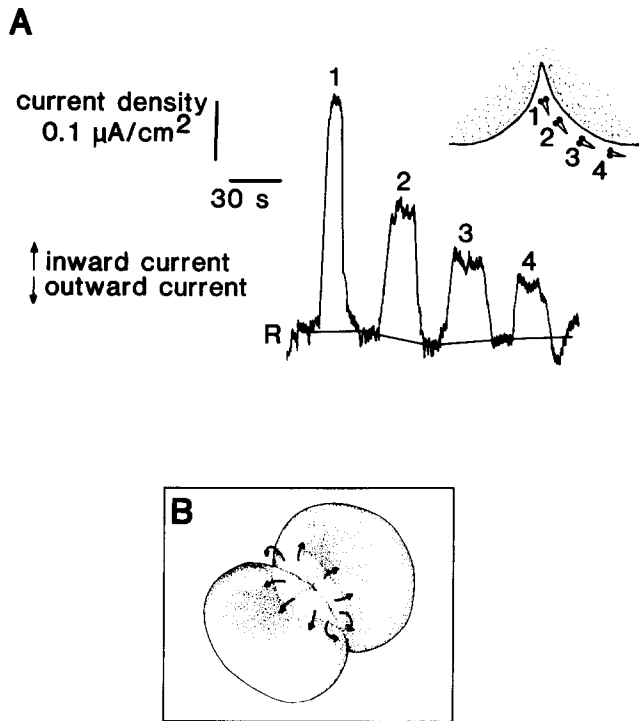 A
current density
0.1 μA/cm²
30 s
↑ inward current
↓ outward current
R
1
2
3
4
1
2
3
4
B